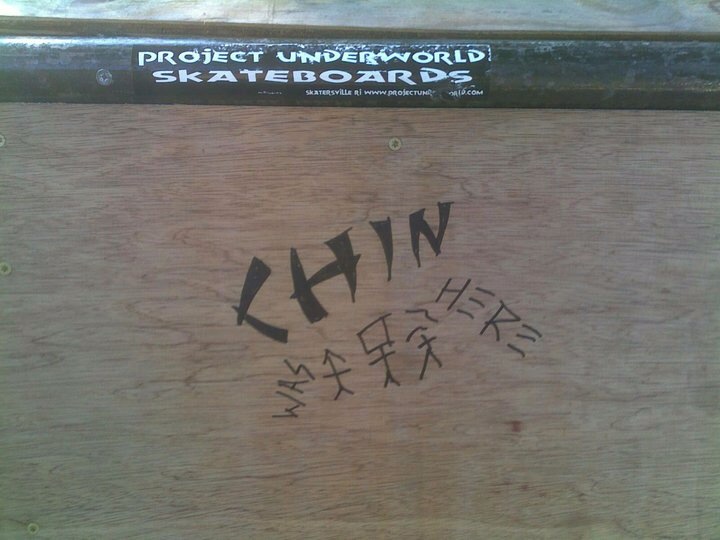 PROJECT UNDERWORLD
SKATEBOARDS
SKATERSVILLE RI
CHIN
WAS
HERE